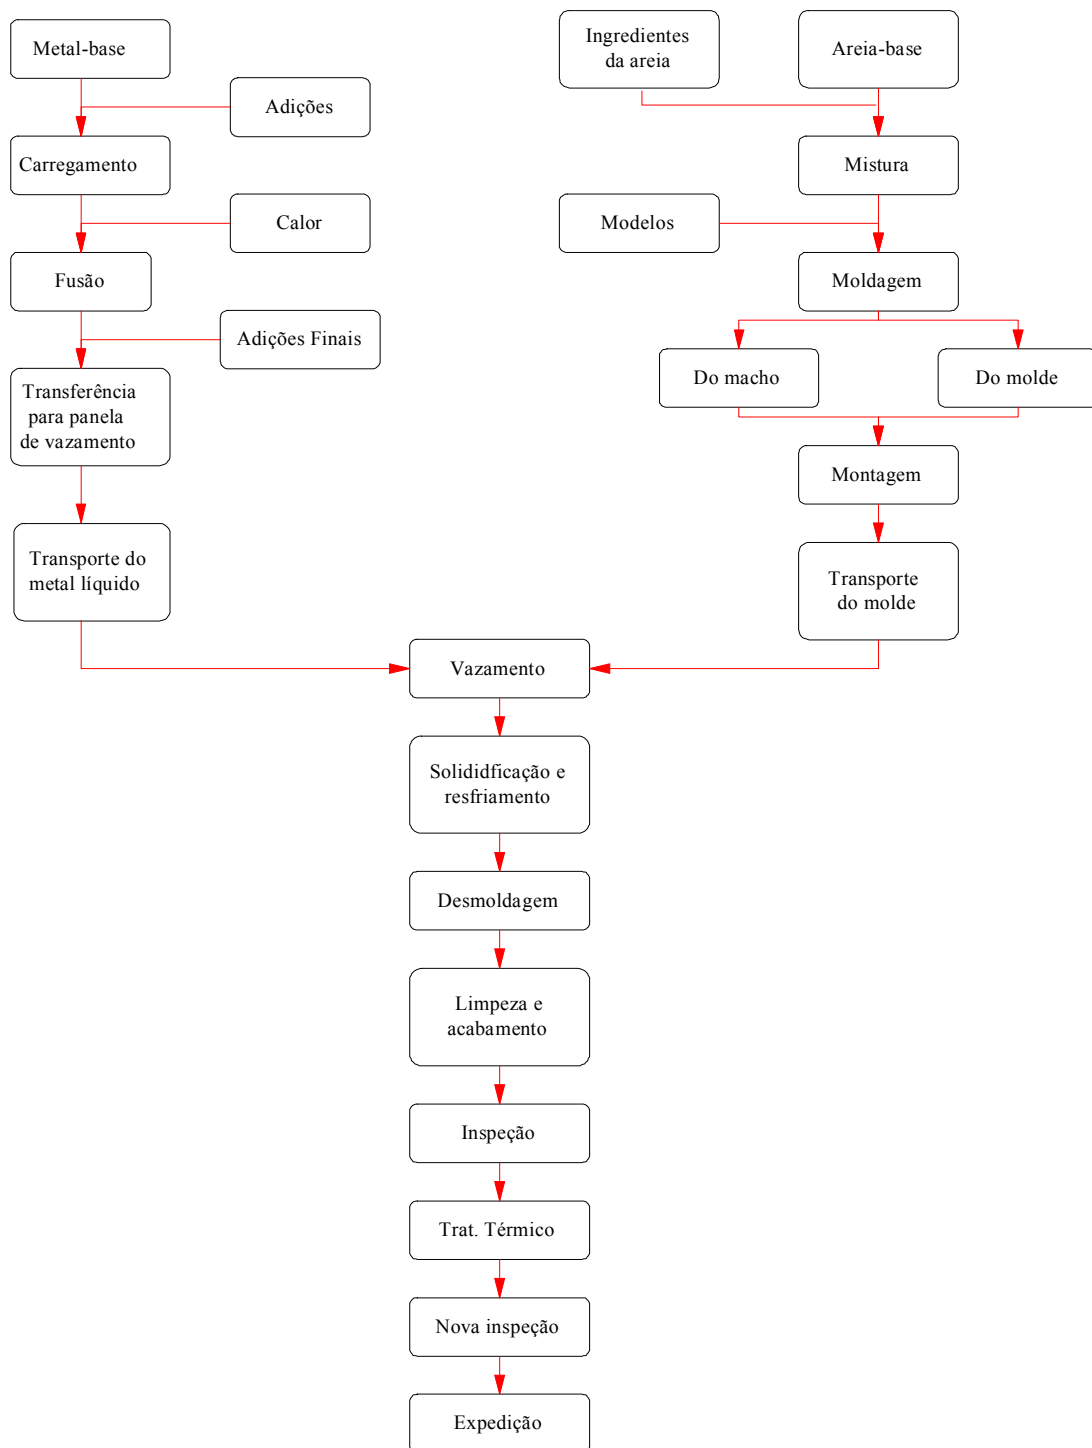 Metal-base
Adições
Carregamento
Calor
Fusão
Adições Finais
Transferência
para panela
de vazamento
Transporte do
metal líquido
Ingredientes
da areia
Areia-base
Mistura
Modelos
Moldagem
Do macho
Do molde
Montagem
Transporte
do molde
Vazamento
Solididficação e
resfriamento
Desmoldagem
Limpeza e
acabamento
Inspeção
Trat. Térmico
Nova inspeção
Expedição